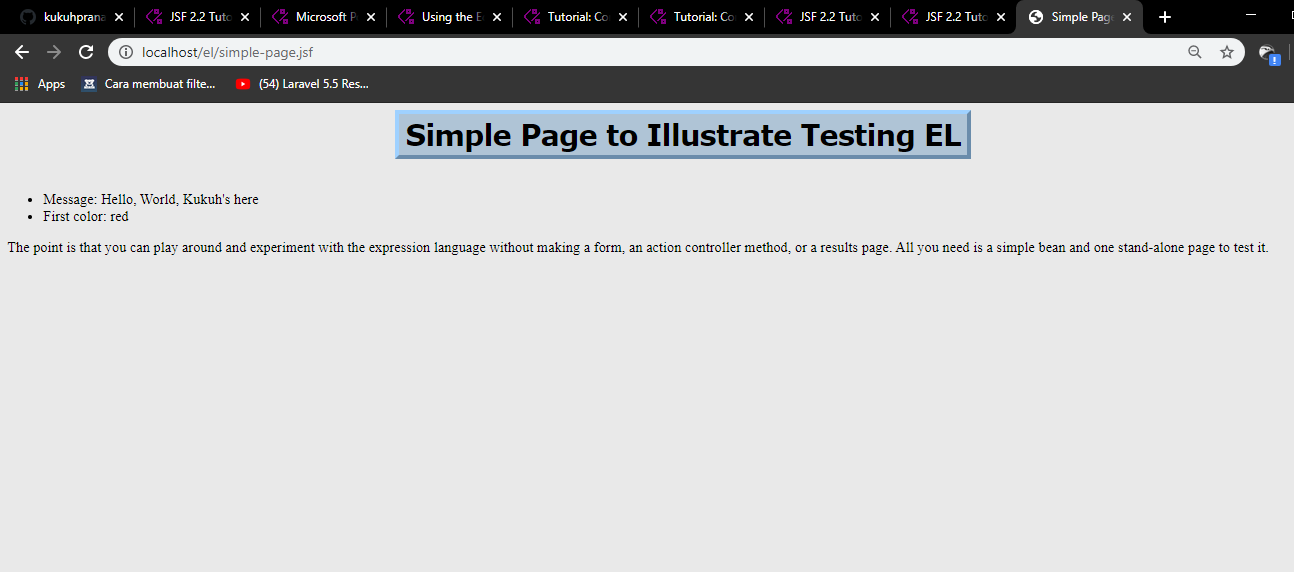 kukuhprana
JSF 2.2 Tuto
Microsoft P
Using the E
Tutorial: Co
Tutorial: Co
JSF 2.2 Tuto
JSF 2.2 Tuto
Simple Page
localhost/el/simple-page.jsf
Apps
Cara membuat filte...
(54) Laravel 5.5 Res...
Simple Page to Illustrate Testing EL
• Message: Hello, World, Kukuh's here
• First color: red
The point is that you can play around and experiment with the expression language without making a form, an action controller method, or a results page. All you need is a simple bean and one stand-alone page to test it.